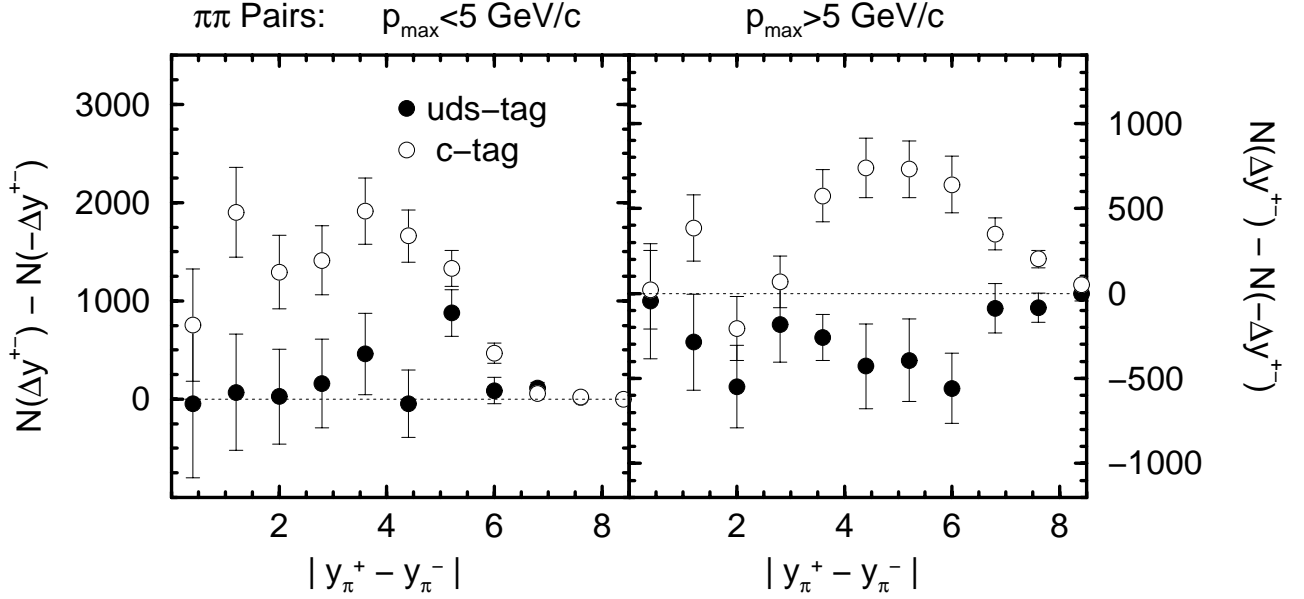 ππ Pairs: p_max<5 GeV/c p_max>5 GeV/c
N(Δy⁺⁻) − N(−Δy⁺⁻)
3000
2000
1000
0
uds−tag
c−tag
2 4 6 8
| y_π⁺ − y_π⁻ |
2 4 6 8
| y_π⁺ − y_π⁻ |
1000
500
0
−500
−1000
N(Δy⁺⁻) − N(−Δy⁺⁻)